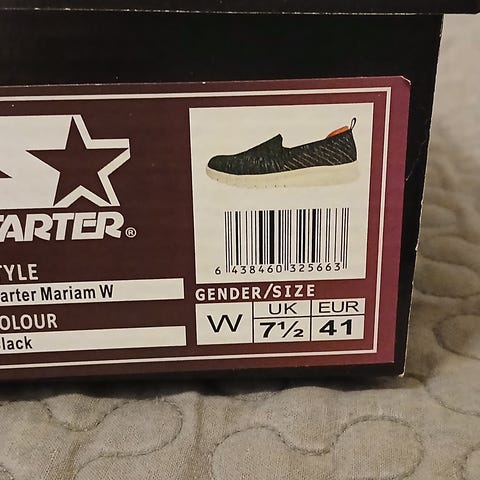 TARTER®
TYLE
arter Mariam W
OLOUR
lack
6 438460 325663
GENDER/SIZE
W
UK
7½
EUR
41